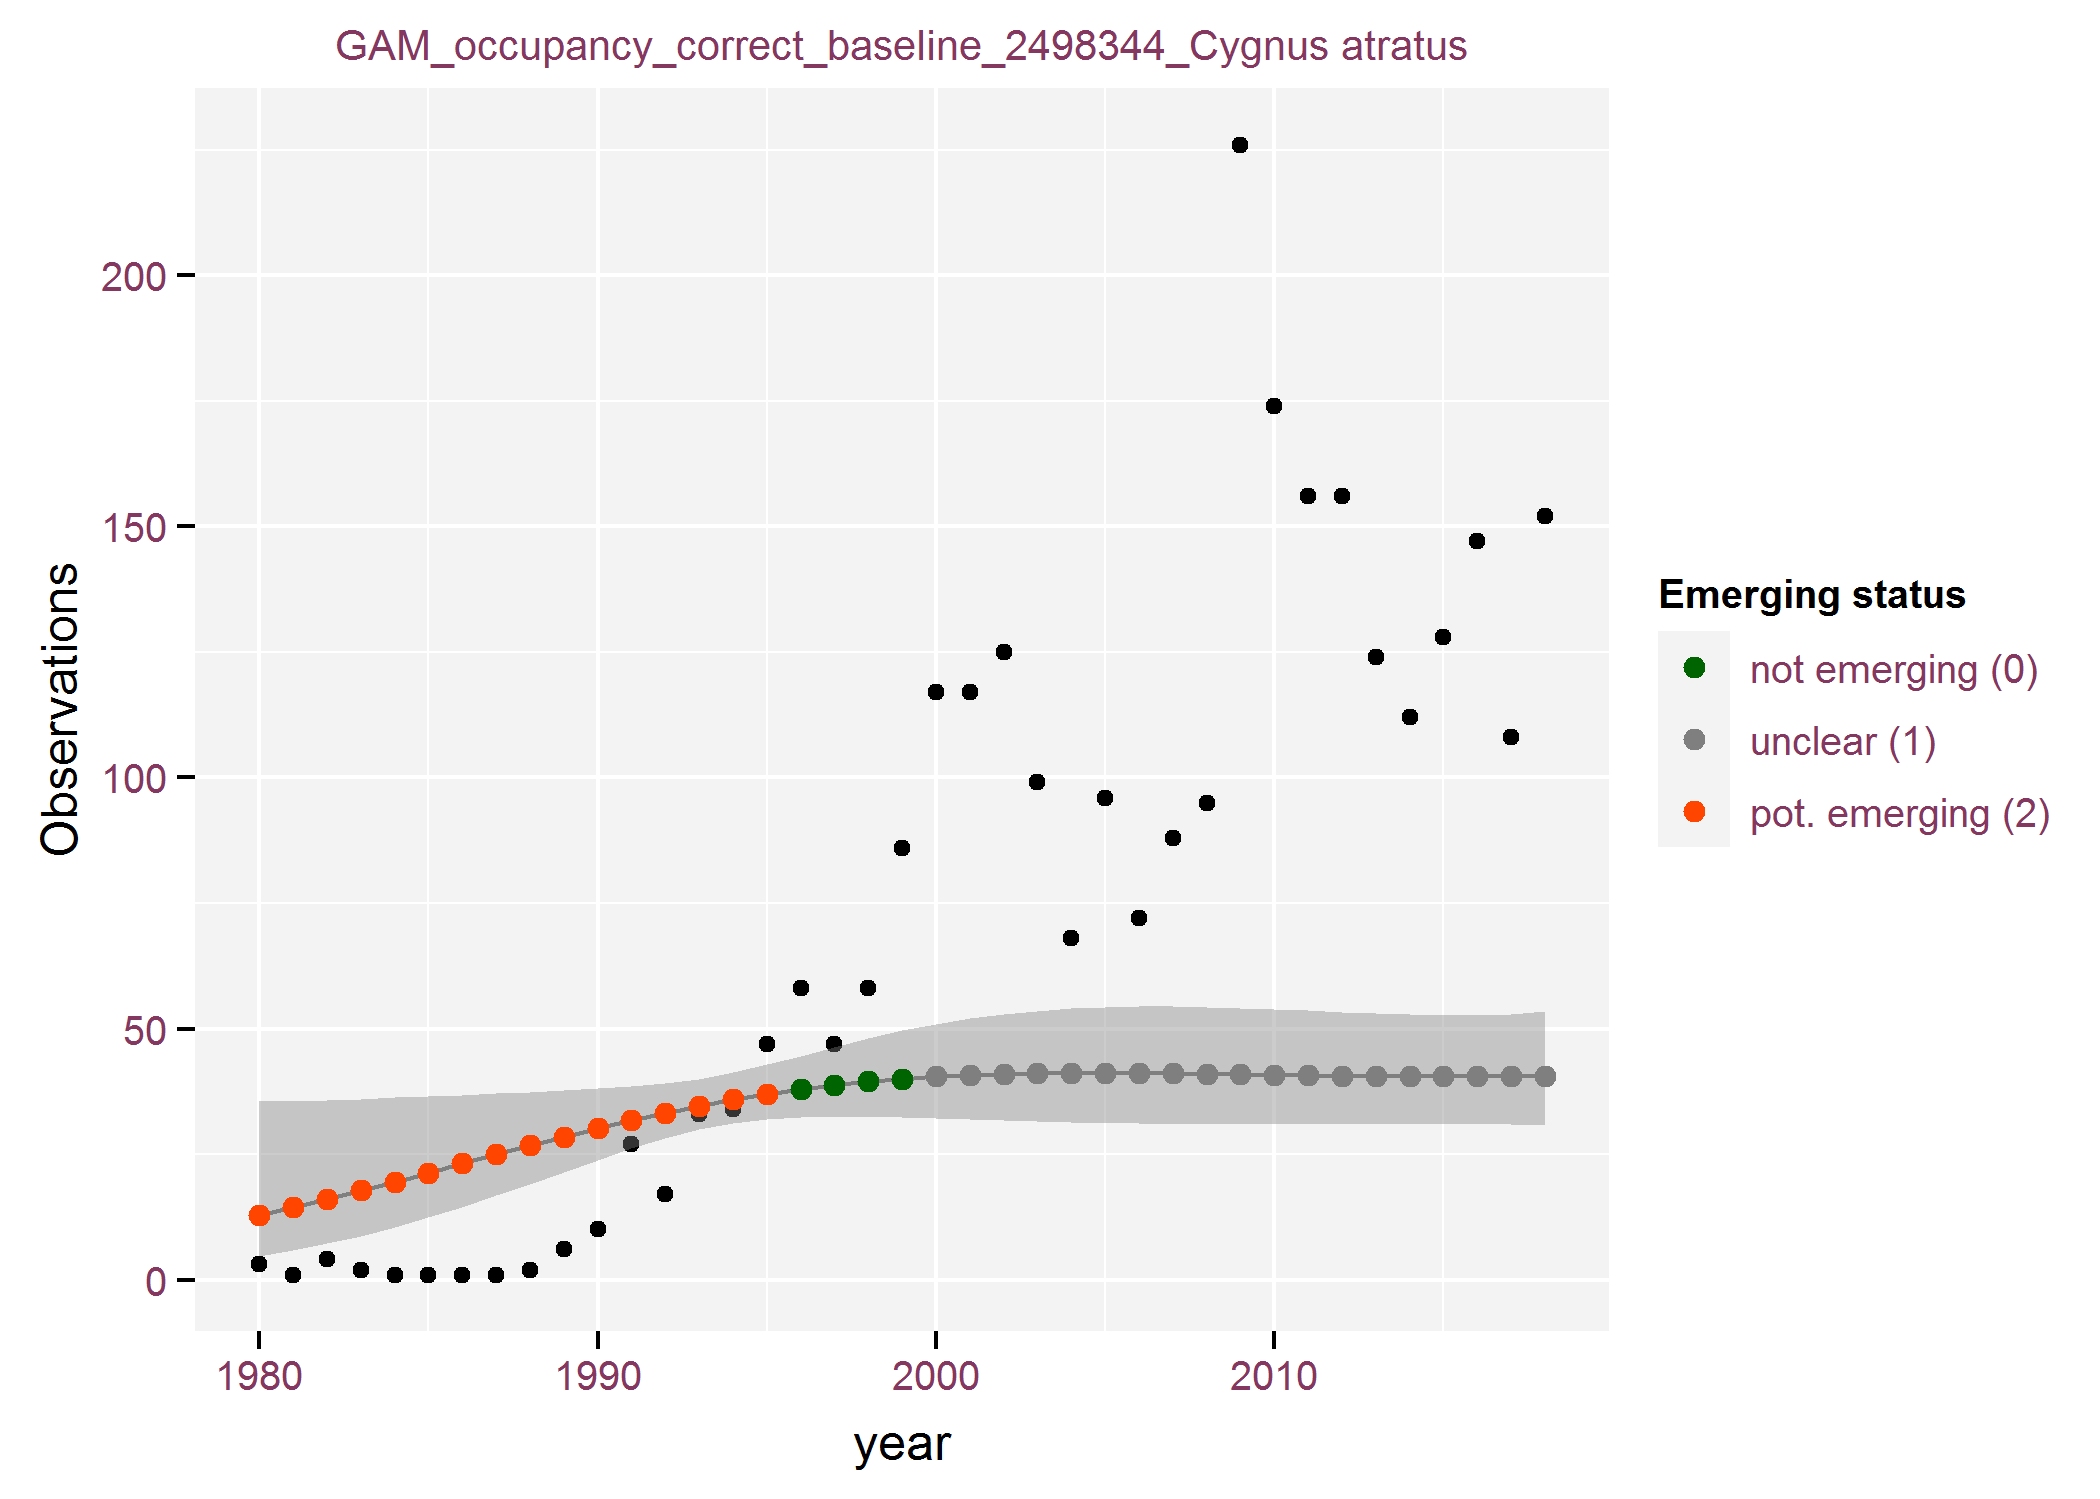 GAM_occupancy_correct_baseline_2498344_Cygnus atratus
Observations
200
150
100
50
0
1980 1990 2000 2010
year
Emerging status
not emerging (0)
unclear (1)
pot. emerging (2)